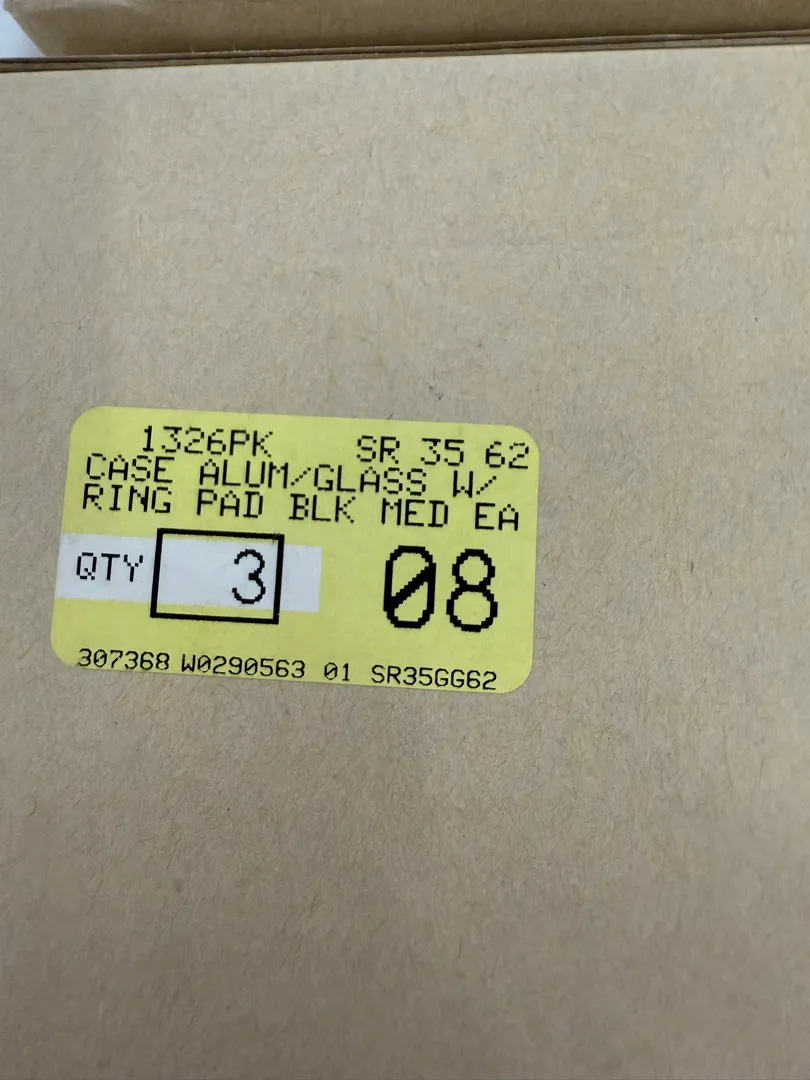 1326PK SR 35 62
CASE ALUM/GLASS W/
RING PAD BLK MED EA
QTY 3 08
307368 W0290563 01 SR35GG62